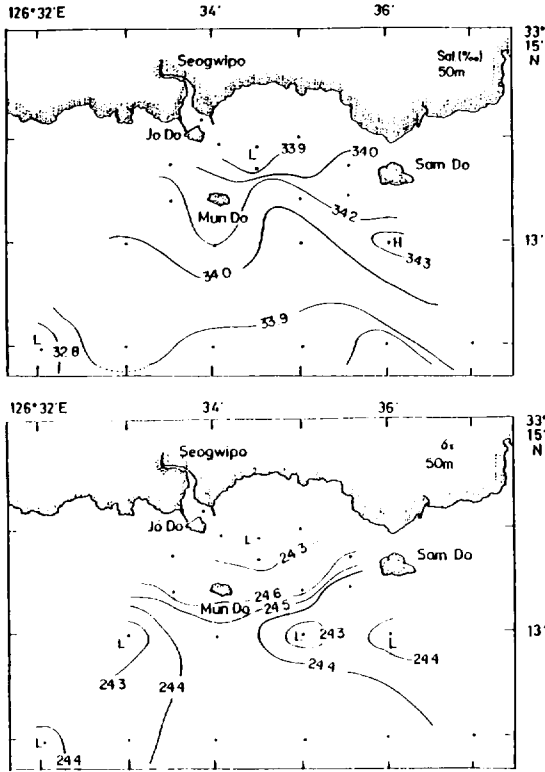 126° 32′ E 34′ 36′ 33°
15′
N
Seogwipo
Sal (‰)
50m
Jo Do
L
33.9
34.0
Sam Do
Mun Do
34.2
H
13′
34.3
34.0
33.9
L
32.8
126° 32′ E 34′ 36′ 33°
15′
N
Seogwipo
50m
Jo Do
L
24.3
Sam Do
24.6
Mun Do
24.5
L
L 24.3
L
13′
24.3
24.4
24.4
24.4
L
24.4